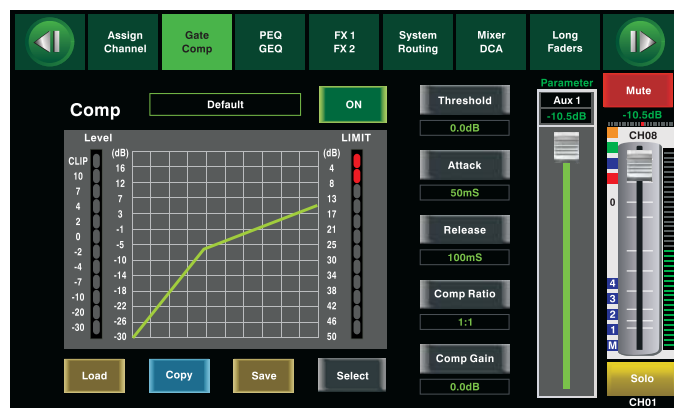 Assign
Channel
Gate
Comp
PEQ
GEQ
FX 1
FX 2
System
Routing
Mixer
DCA
Long
Faders
Comp
Default
ON
Level
LIMIT
(dB)
(dB)
CLIP
10
7
4
2
0
-2
-4
-7
-10
-20
-30
16
12
7
3
-1
-5
-10
-14
-18
-22
-26
-30
4
8
13
17
21
25
30
34
38
42
46
50
Load
Copy
Save
Select
Threshold
0.0dB
Attack
50mS
Release
100mS
Comp Ratio
1:1
Comp Gain
0.0dB
Parameter
Aux 1
-10.5dB
Mute
-10.5dB
CH08
0
4
3
2
1
M
Solo
CH01